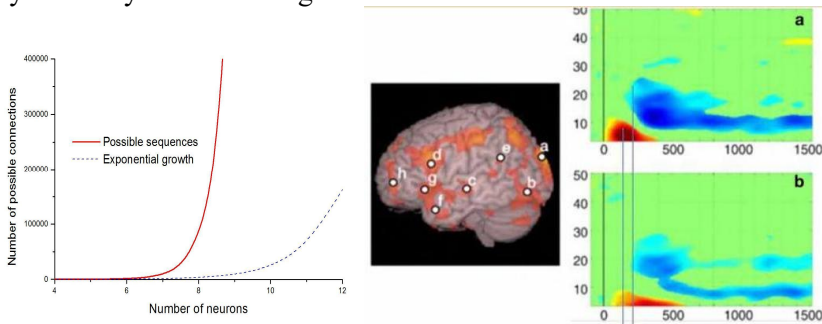 400000
300000
200000
100000
0
4
6
8
10
12
Number of possible connections
Number of neurons
Possible sequences
Exponential growth
a
b
c
d
e
f
g
h
a
50
40
30
20
10
0
500
1000
1500
b
50
40
30
20
10
0
500
1000
1500